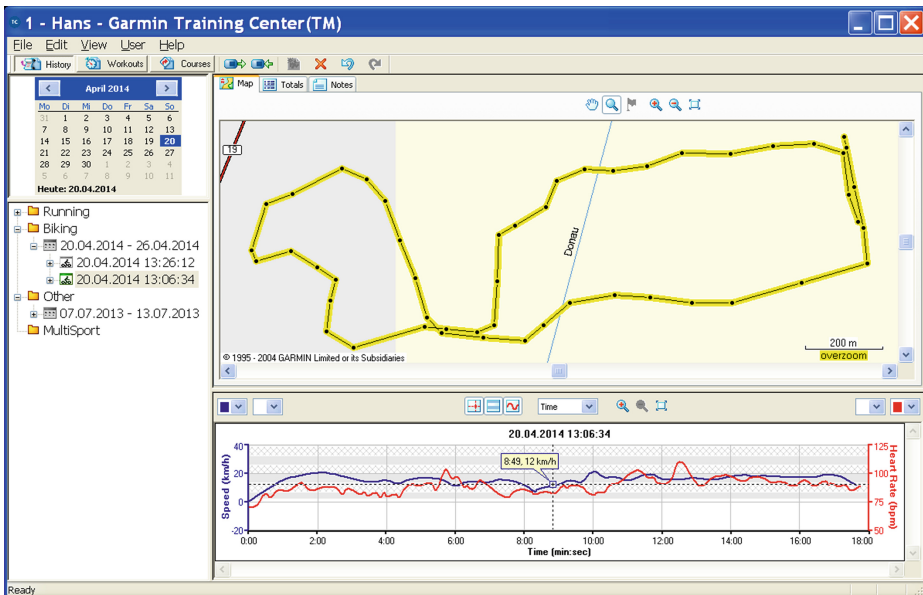 1 - Hans - Garmin Training Center(TM)
File Edit View User Help
History Workouts Courses
April 2014
Mo Di Mi Do Fr Sa So
31 1 2 3 4 5 6
7 8 9 10 11 12 13
14 15 16 17 18 19 20
21 22 23 24 25 26 27
28 29 30 1 2 3 4
5 6 7 8 9 10 11
Heute: 20.04.2014
Running
Biking
20.04.2014 - 26.04.2014
20.04.2014 13:26:12
20.04.2014 13:06:34
Other
07.07.2013 - 13.07.2013
MultiSport
Map Totals Notes
19
Donau
200 m
overzoom
© 1995 - 2004 GARMIN Limited or its Subsidiaries
Time
20.04.2014 13:06:34
8:49, 12 km/h
Speed (km/h)
40
20
0
-20
Heart Rate (bpm)
125
100
75
50
0:00 2:00 4:00 6:00 8:00 10:00 12:00 14:00 16:00 18:00
Time (min:sec)
Ready